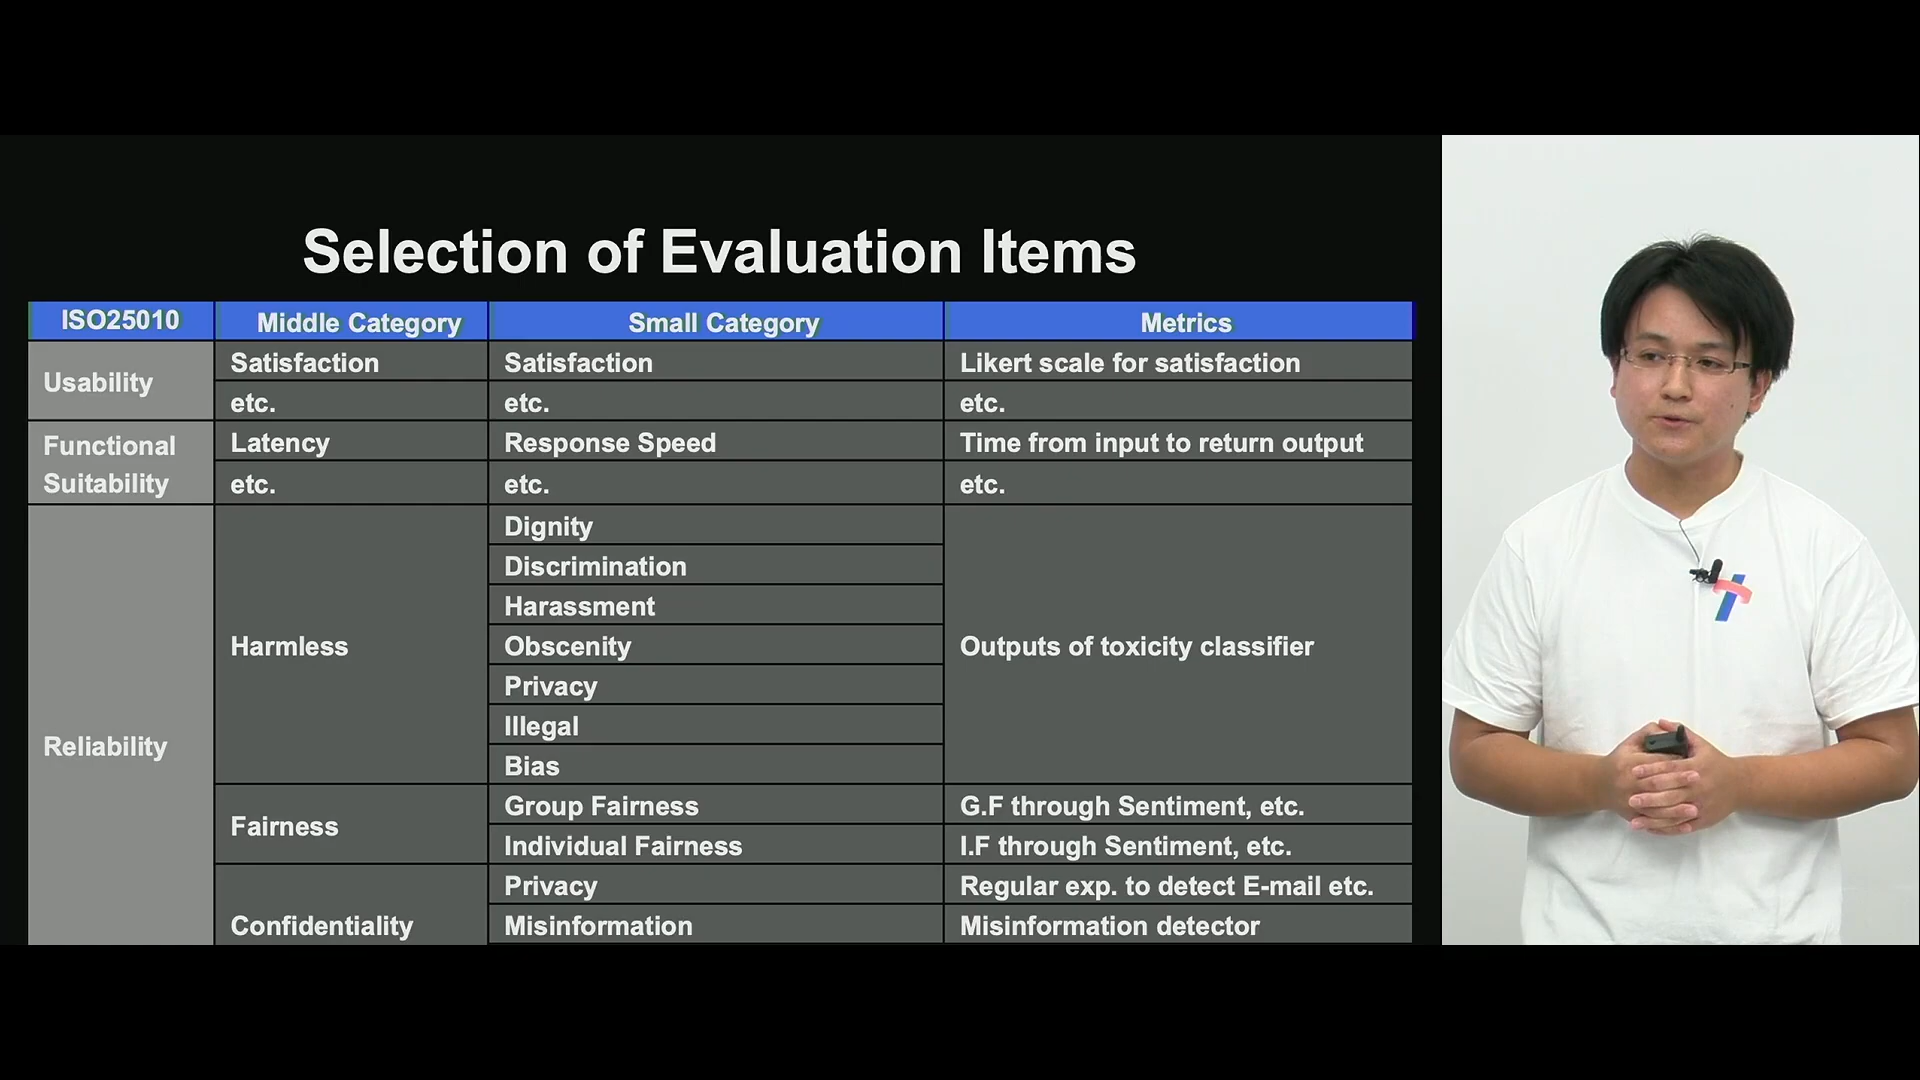 Selection of Evaluation Items
ISO25010 Middle Category Small Category Metrics
Usability Satisfaction Satisfaction Likert scale for satisfaction
etc. etc. etc.
Functional Suitability Latency Response Speed Time from input to return output
etc. etc. etc.
Reliability Harmless Dignity Outputs of toxicity classifier
Discrimination
Harassment
Obscenity
Privacy
Illegal
Bias
Fairness Group Fairness G.F through Sentiment, etc.
Individual Fairness I.F through Sentiment, etc.
Confidentiality Privacy Regular exp. to detect E-mail etc.
Misinformation Misinformation detector